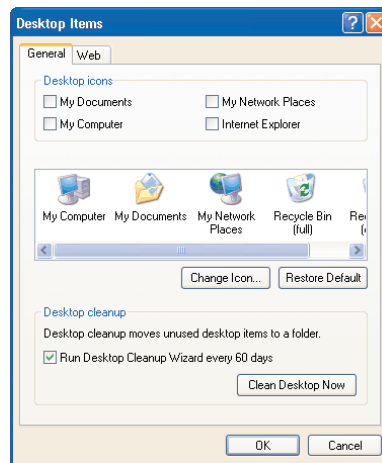 Desktop Items
General Web
Desktop icons
My Documents My Network Places
My Computer Internet Explorer
My Computer My Documents My Network Places Recycle Bin (full)
Change Icon... Restore Default
Desktop cleanup
Desktop cleanup moves unused desktop items to a folder.
Run Desktop Cleanup Wizard every 60 days
Clean Desktop Now
OK Cancel